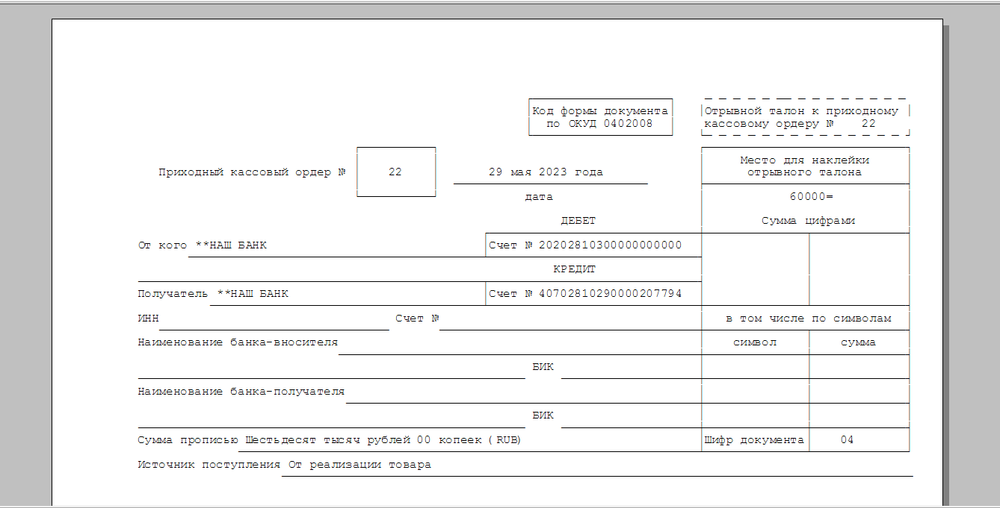 Код формы документа
по ОКУД 0402008
Отрывной талон к приходному
кассовому ордеру № 22
Место для наклейки
отрывного талона
Приходный кассовый ордер № 22 29 мая 2023 года
дата
60000=
ДЕБЕТ
Сумма цифрами
От кого **НАШ БАНК
Счет № 20202810300000000000
КРЕДИТ
Получатель **НАШ БАНК
Счет № 40702810290000207794
ИНН Счет №
в том числе по символам
Наименование банка-вносителя
символ сумма
БИК
Наименование банка-получателя
БИК
Сумма прописью Шестьдесят тысяч рублей 00 копеек (RUB)
Шифр документа 04
Источник поступления От реализации товара